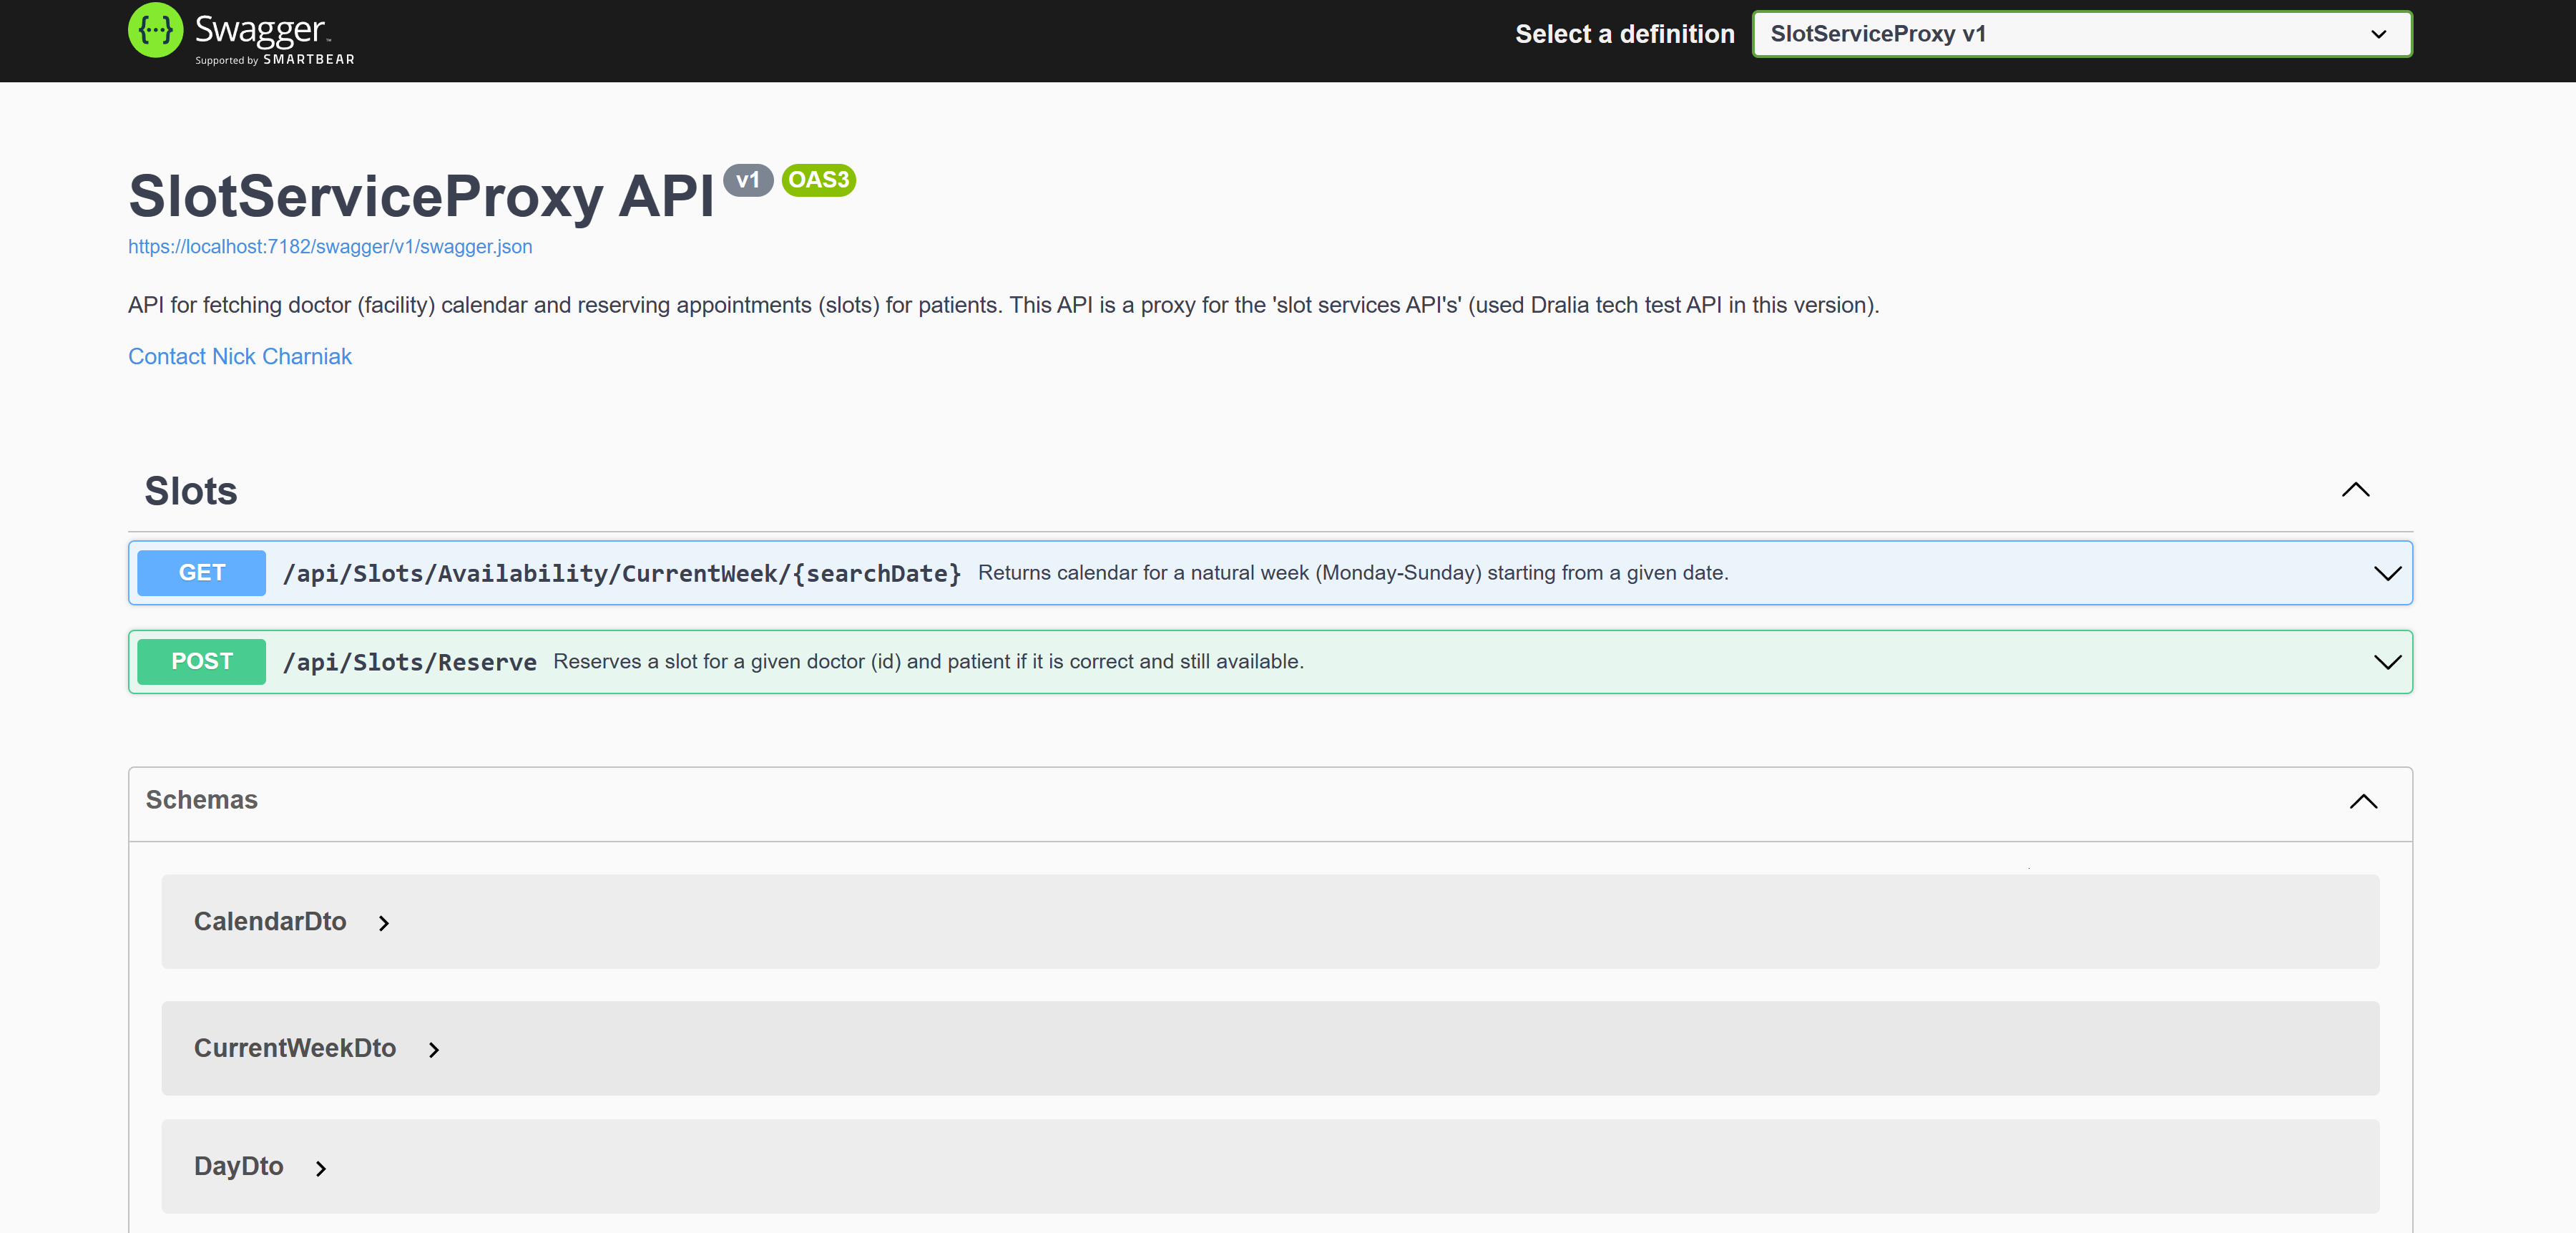 Swagger™
Supported by SMARTBEAR
Select a definition
SlotServiceProxy v1
SlotServiceProxy API v1 OAS3
https://localhost:7182/swagger/v1/swagger.json
API for fetching doctor (facility) calendar and reserving appointments (slots) for patients. This API is a proxy for the 'slot services API's' (used Dralia tech test API in this version).
Contact Nick Charniak
Slots
GET /api/Slots/Availability/CurrentWeek/{searchDate} Returns calendar for a natural week (Monday-Sunday) starting from a given date.
POST /api/Slots/Reserve Reserves a slot for a given doctor (id) and patient if it is correct and still available.
Schemas
CalendarDto
CurrentWeekDto
DayDto